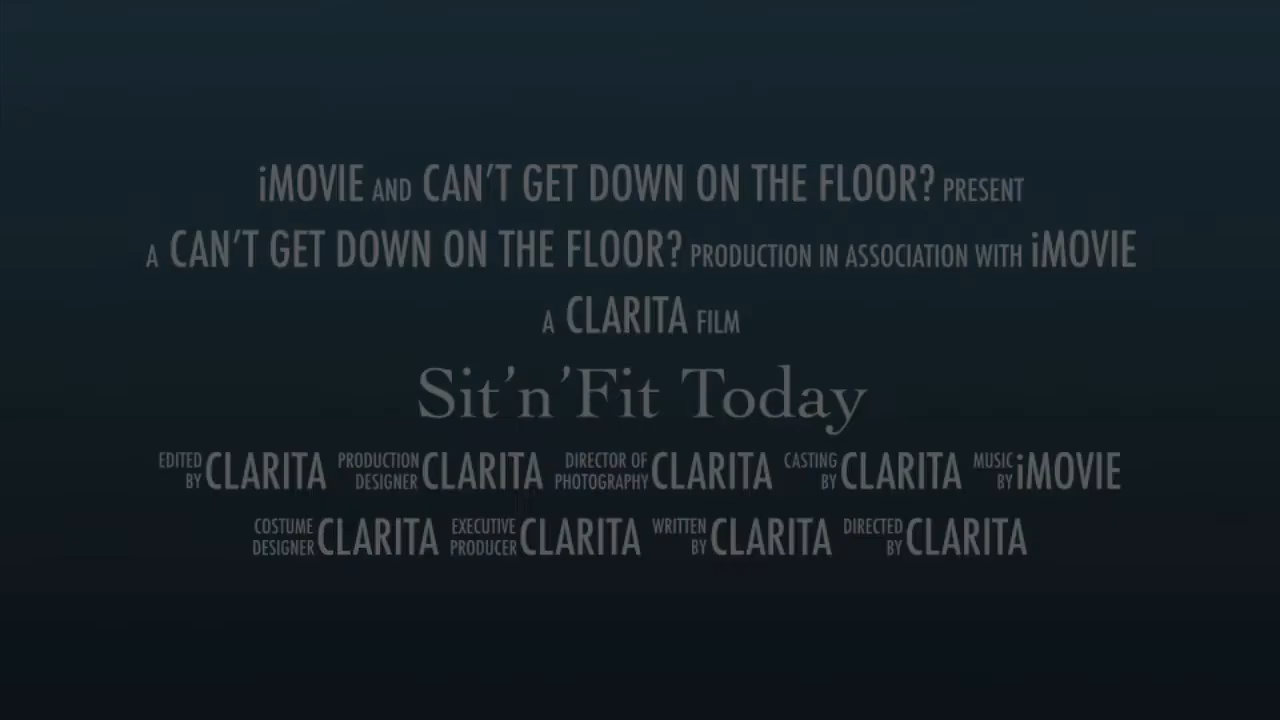 iMOVIE AND CAN'T GET DOWN ON THE FLOOR? PRESENT
A CAN'T GET DOWN ON THE FLOOR? PRODUCTION IN ASSOCIATION WITH iMOVIE
A CLARITA FILM
Sit'n'Fit Today
EDITED BY CLARITA PRODUCTION DESIGNER CLARITA DIRECTOR OF PHOTOGRAPHY CLARITA CASTING BY CLARITA MUSIC BY iMOVIE
COSTUME DESIGNER CLARITA EXECUTIVE PRODUCER CLARITA WRITTEN BY CLARITA DIRECTED BY CLARITA